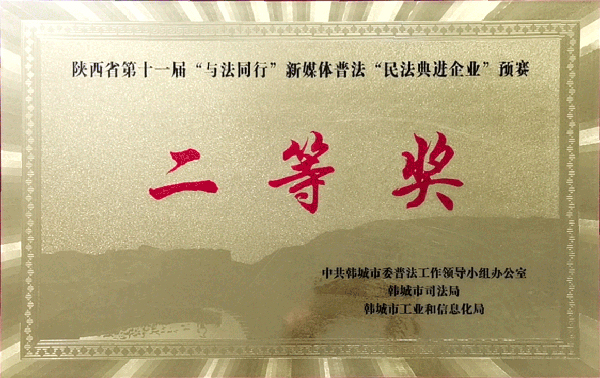 陕西省第十一届“与法同行”新媒体普法“民法典进企业”预赛
二等奖
中共韩城市委普法工作领导小组办公室
韩城市司法局
韩城市工业和信息化局